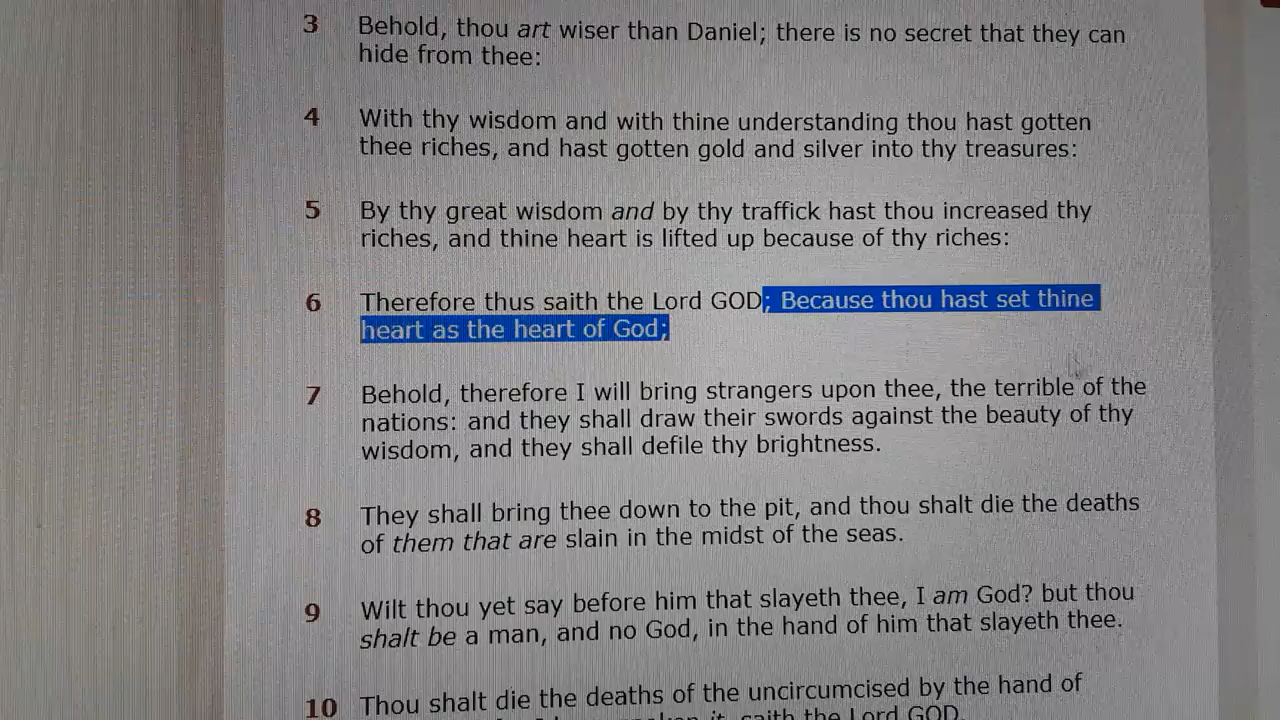 3 Behold, thou art wiser than Daniel; there is no secret that they can
hide from thee:
4 With thy wisdom and with thine understanding thou hast gotten
thee riches, and hast gotten gold and silver into thy treasures:
5 By thy great wisdom and by thy traffick hast thou increased thy
riches, and thine heart is lifted up because of thy riches:
6 Therefore thus saith the Lord GOD; Because thou hast set thine
heart as the heart of God;
7 Behold, therefore I will bring strangers upon thee, the terrible of the
nations: and they shall draw their swords against the beauty of thy
wisdom, and they shall defile thy brightness.
8 They shall bring thee down to the pit, and thou shalt die the deaths
of them that are slain in the midst of the seas.
9 Wilt thou yet say before him that slayeth thee, I am God? but thou
shalt be a man, and no God, in the hand of him that slayeth thee.
10 Thou shalt die the deaths of the uncircumcised by the hand of
it, saith the Lord GOD.